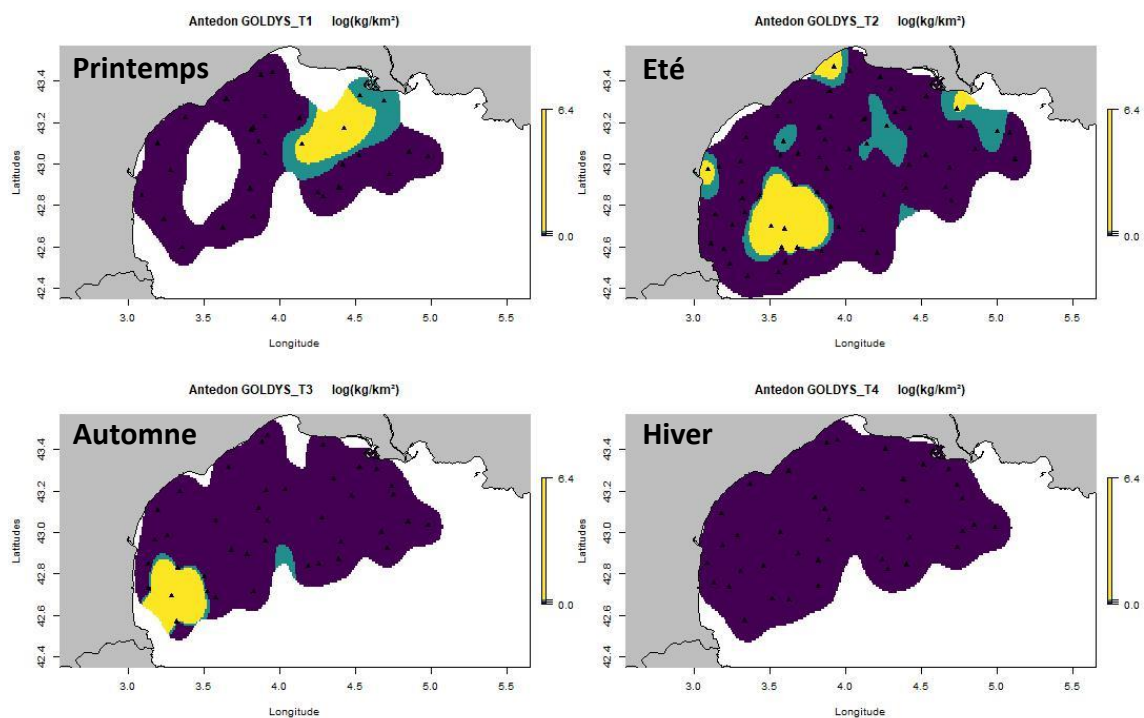 Antedon GOLDYS_T1 log(kg/km²)
Printemps
Latitudes
43.4
43.2
43.0
42.8
42.6
42.4
3.0 3.5 4.0 4.5 5.0 5.5
Longitude
6.4
0.0
Antedon GOLDYS_T2 log(kg/km²)
Eté
Latitudes
43.4
43.2
43.0
42.8
42.6
42.4
3.0 3.5 4.0 4.5 5.0 5.5
Longitude
6.4
0.0
Antedon GOLDYS_T3 log(kg/km²)
Automne
Latitudes
43.4
43.2
43.0
42.8
42.6
42.4
3.0 3.5 4.0 4.5 5.0 5.5
Longitude
6.4
0.0
Antedon GOLDYS_T4 log(kg/km²)
Hiver
Latitudes
43.4
43.2
43.0
42.8
42.6
42.4
3.0 3.5 4.0 4.5 5.0 5.5
Longitude
6.4
0.0